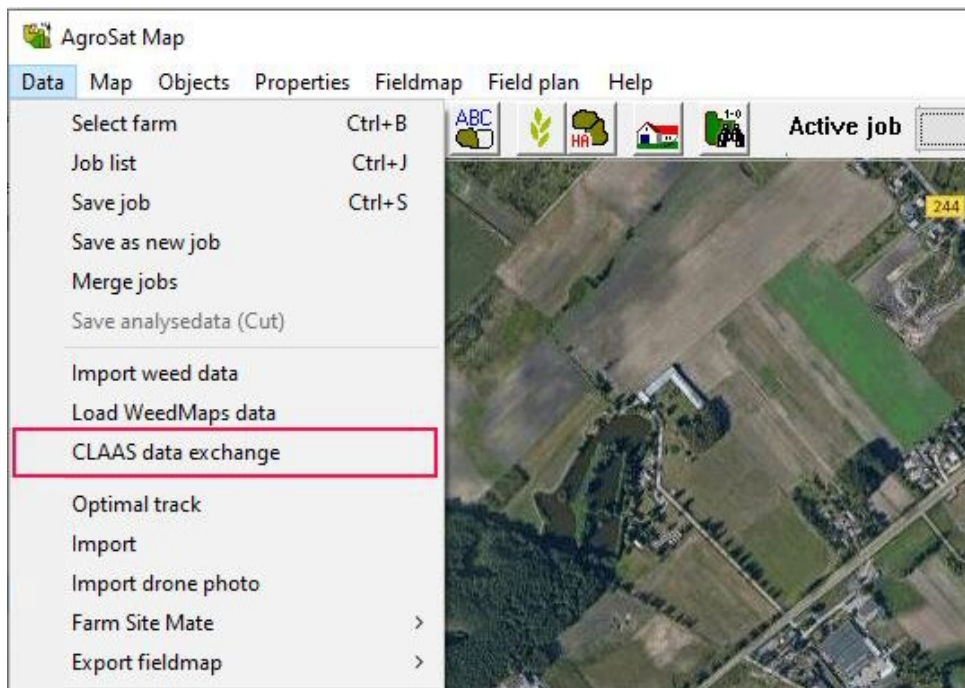 AgroSat Map
Data Map Objects Properties Fieldmap Field plan Help
Select farm Ctrl+B
Job list Ctrl+J
Save job Ctrl+S
Save as new job
Merge jobs
Save analysedata (Cut)
Import weed data
Load WeedMaps data
CLAAS data exchange
Optimal track
Import
Import drone photo
Farm Site Mate >
Export fieldmap >
ABC
HA
1-0
Active job
244